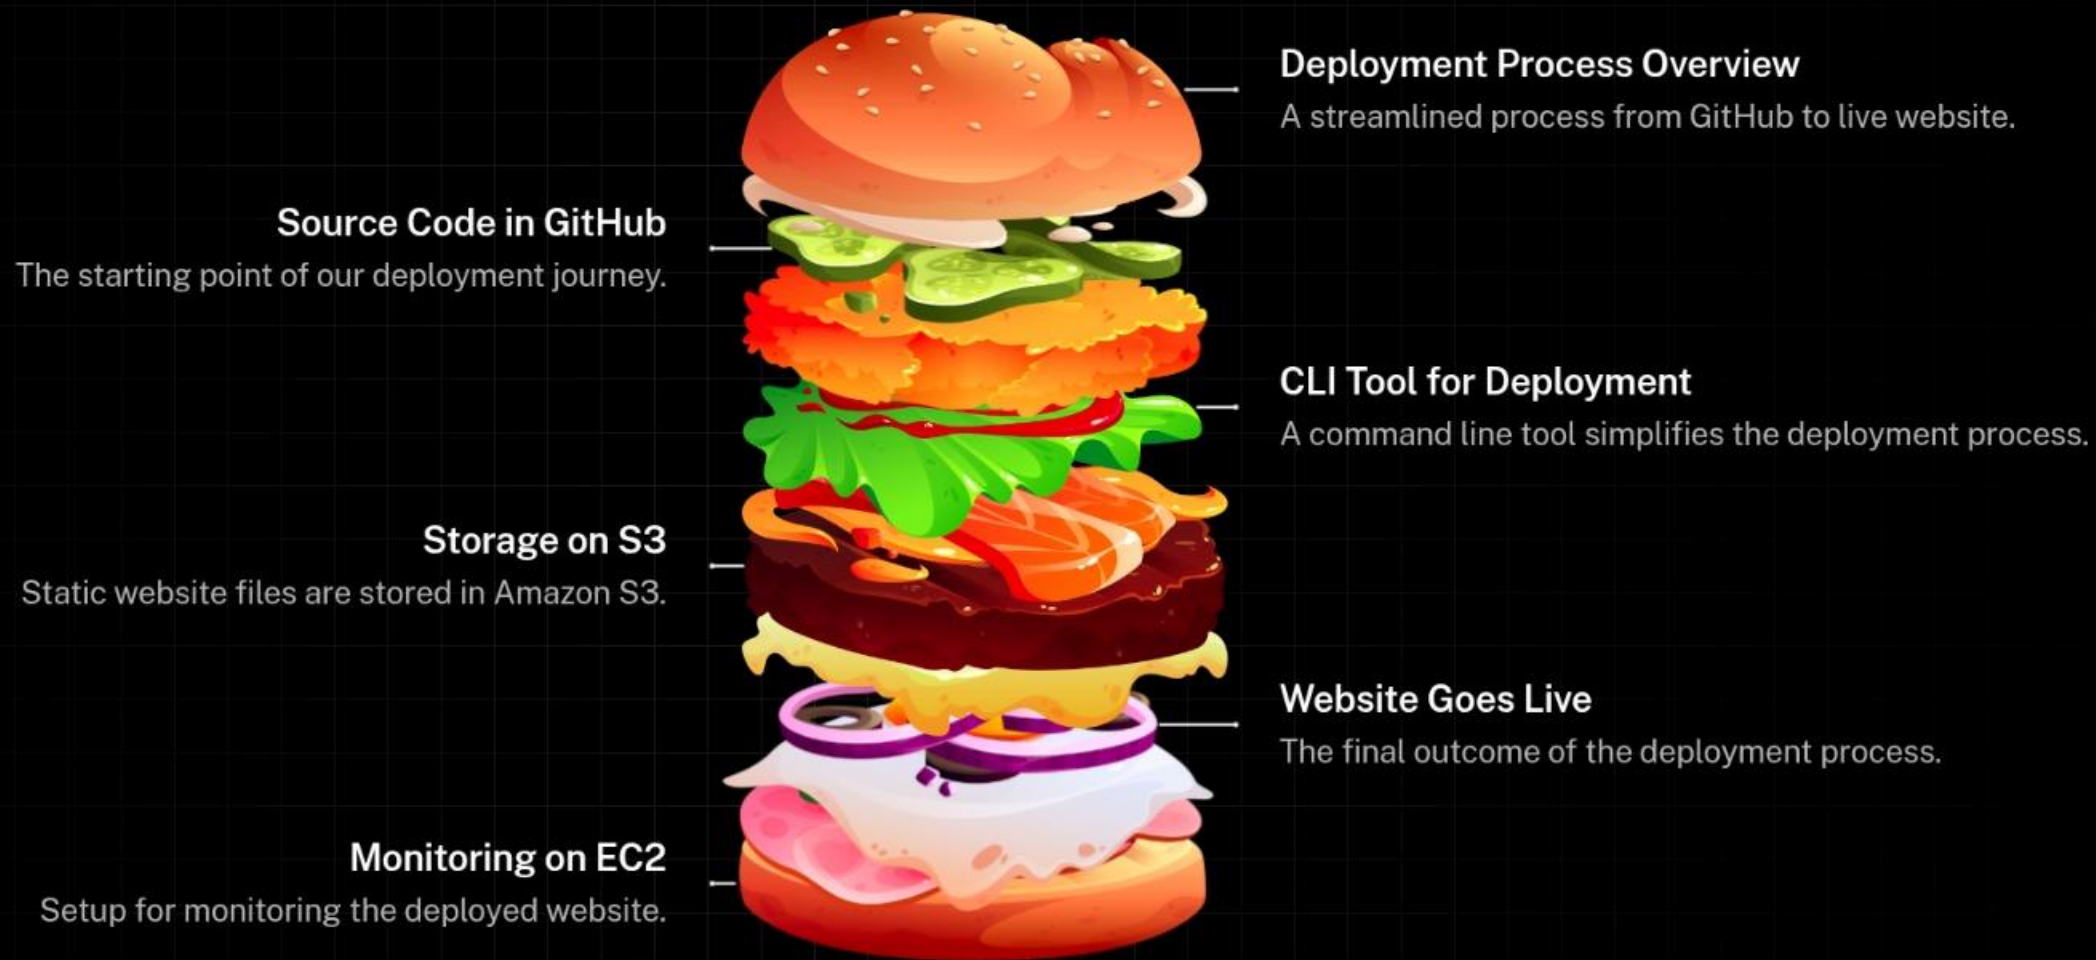 Deployment Process Overview
A streamlined process from GitHub to live website.
Source Code in GitHub
The starting point of our deployment journey.
CLI Tool for Deployment
A command line tool simplifies the deployment process.
Storage on S3
Static website files are stored in Amazon S3.
Website Goes Live
The final outcome of the deployment process.
Monitoring on EC2
Setup for monitoring the deployed website.